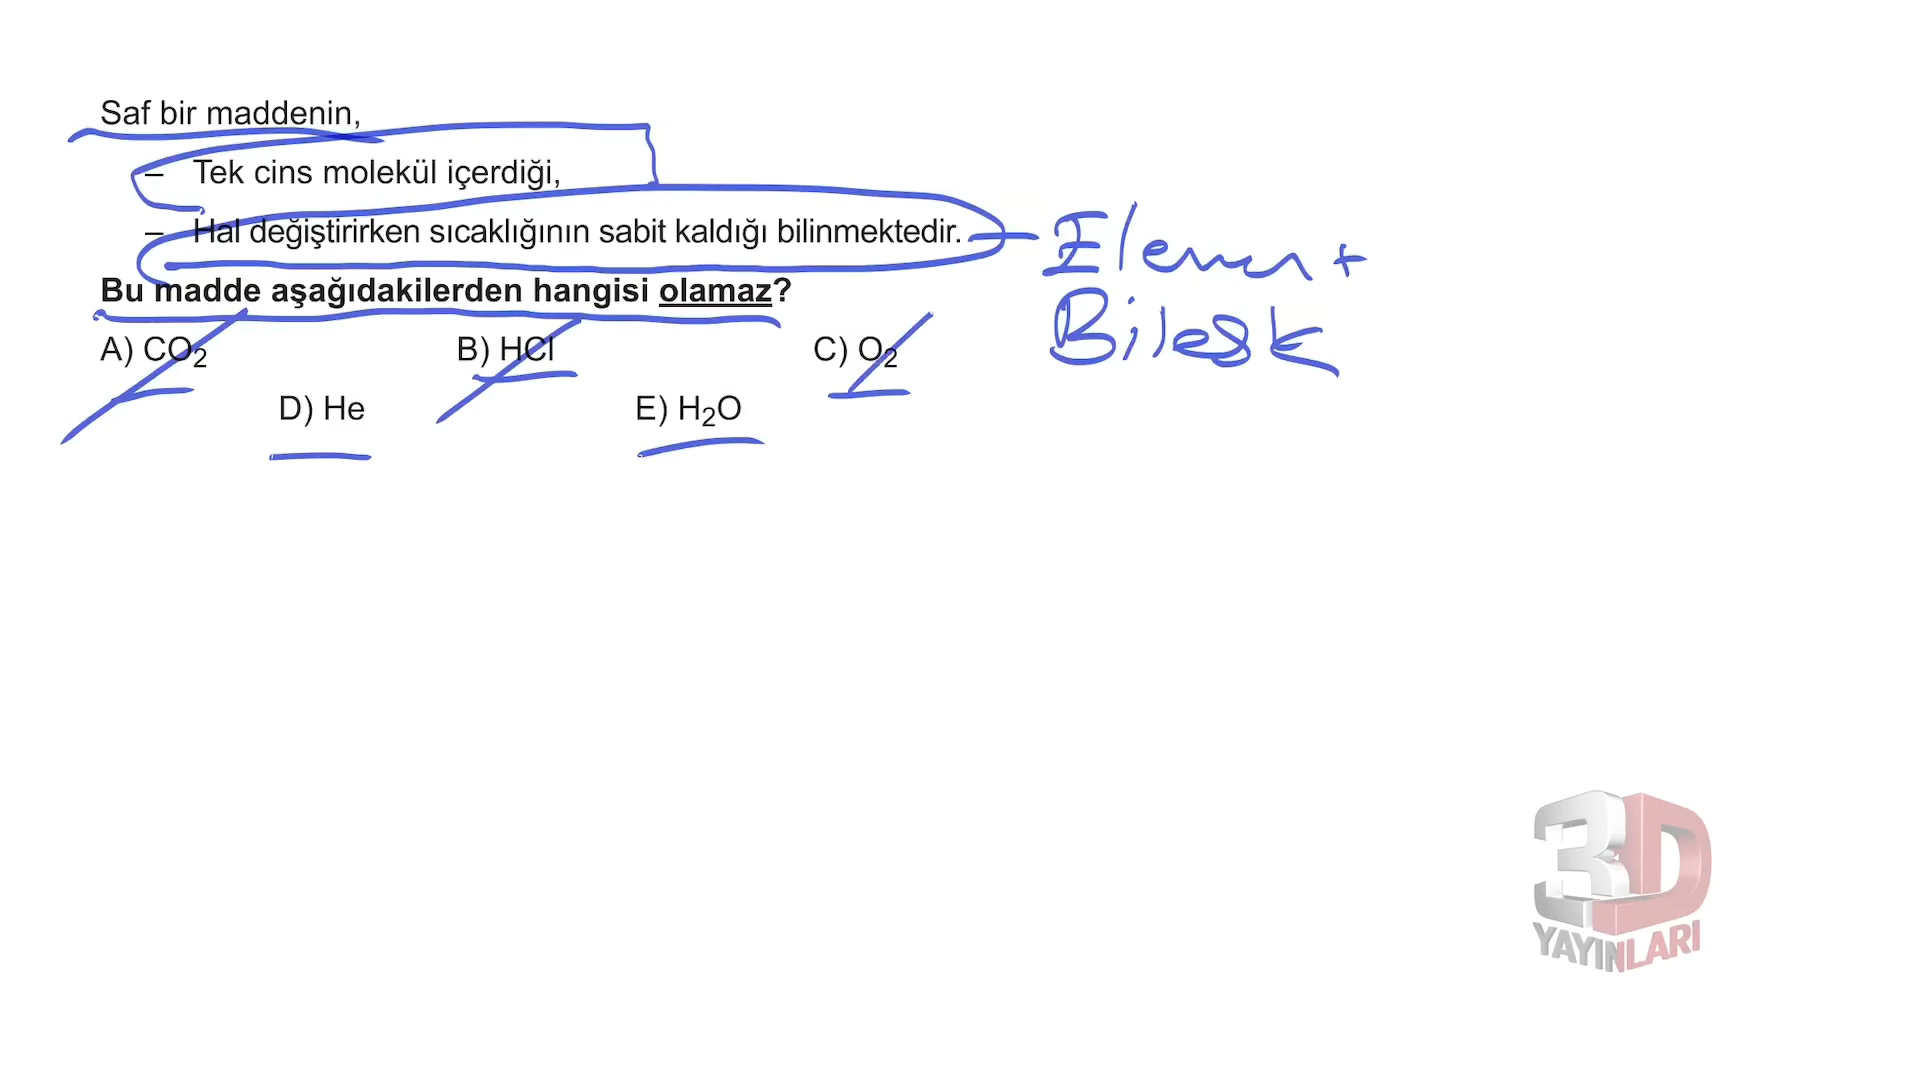 Saf bir maddenin,
– Tek cins molekül içerdiği,
– Hal değiştirirken sıcaklığının sabit kaldığı bilinmektedir.
Element
Bu madde aşağıdakilerden hangisi olamaz?
Bileşk
A) CO₂ B) HCl C) O₂
D) He E) H₂O
3D
YAYINLARI